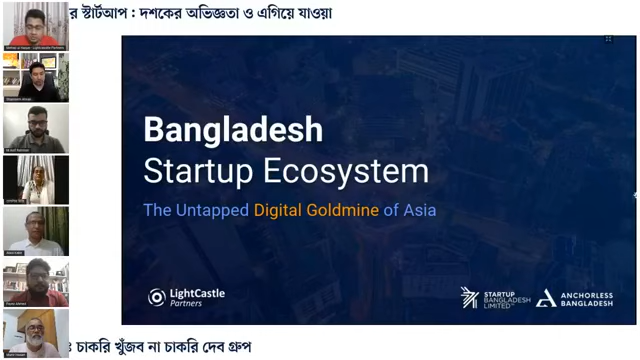 র স্টার্টআপ : দশকের অভিজ্ঞতা ও এগিয়ে যাওয়া
Bangladesh
Startup Ecosystem
The Untapped Digital Goldmine of Asia
LightCastle
Partners
STARTUP
BANGLADESH
LIMITED
ANCHORLESS
BANGLADESH
ঃ চাকরি খুঁজব না চাকরি দেব গ্রুপ